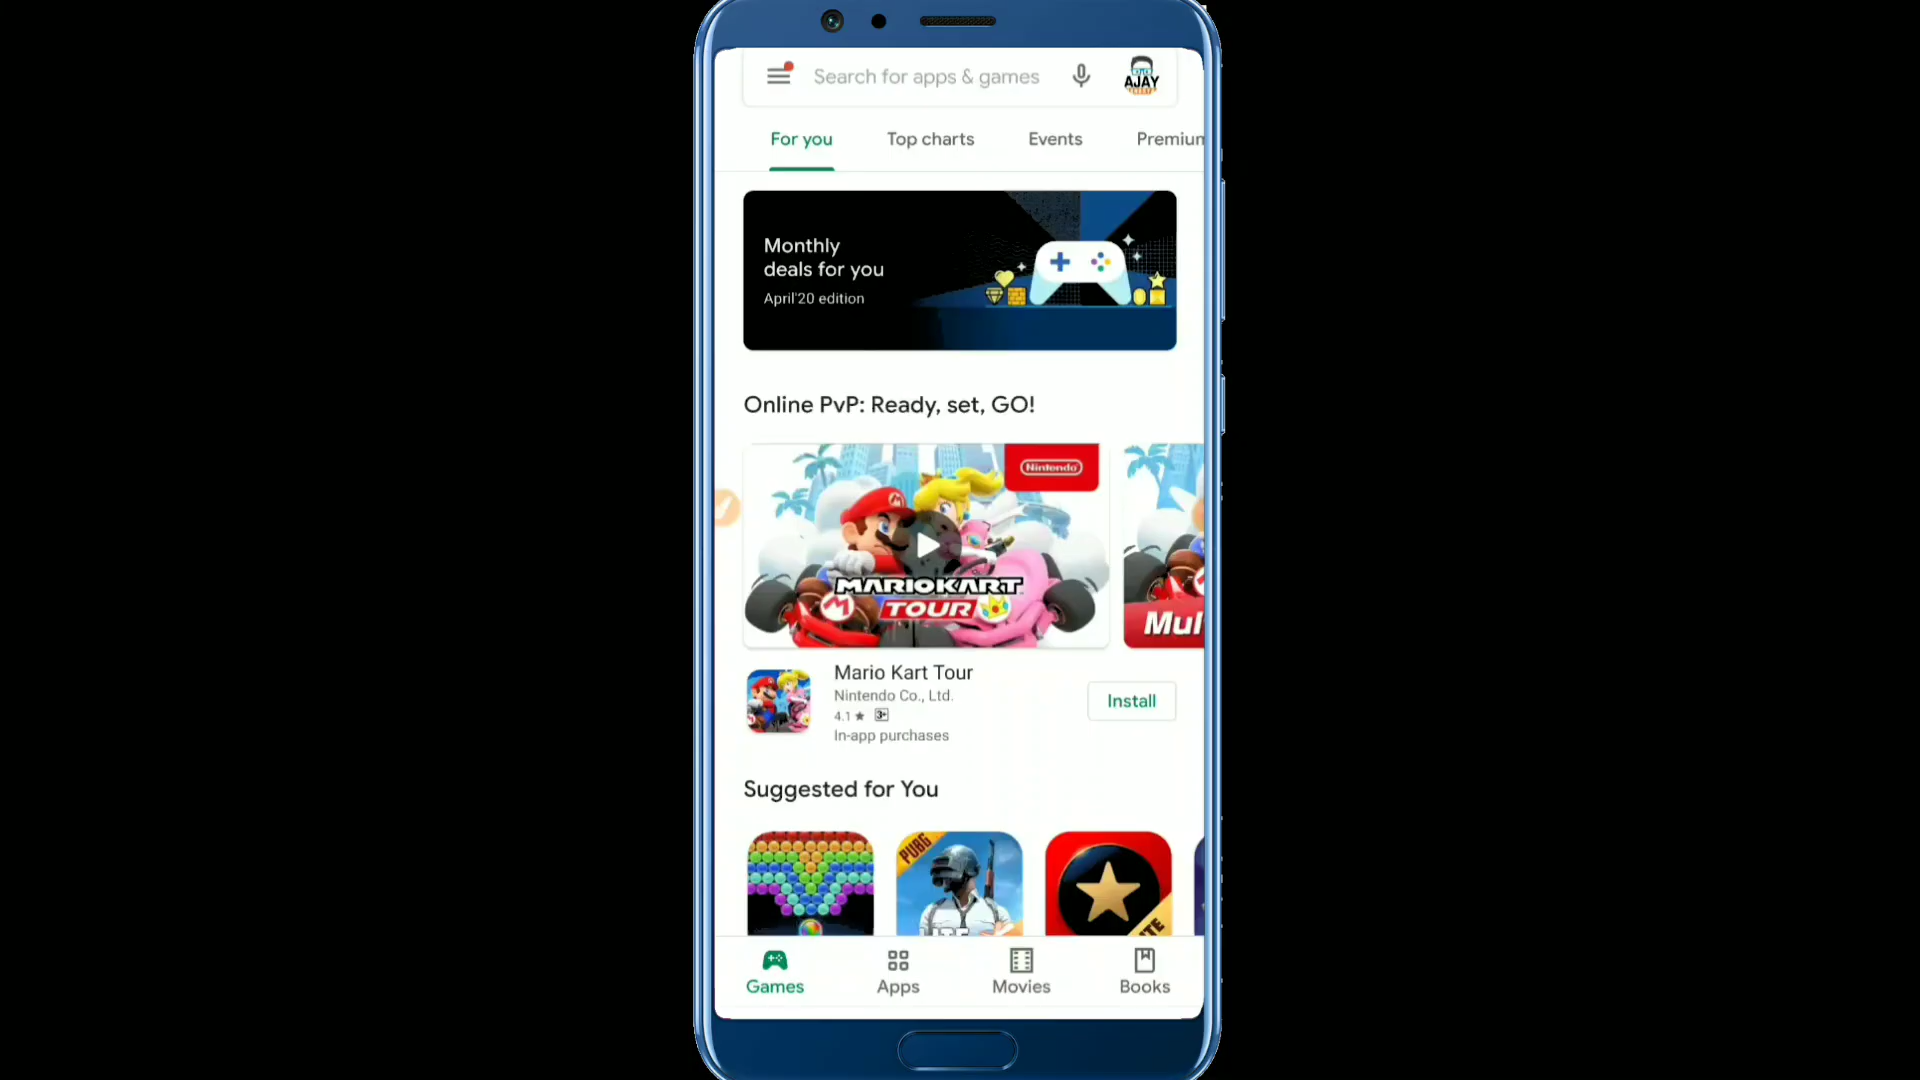 Search for apps & games
AJAY
For you
Top charts
Events
Premium
Monthly
deals for you
April'20 edition
Online PvP: Ready, set, GO!
Nintendo
MARIOKART
TOUR
Mul
Mario Kart Tour
Nintendo Co., Ltd.
4.1 ★ 3+
In-app purchases
Install
Suggested for You
PUBG
LITE
ITE
Games
Apps
Movies
Books